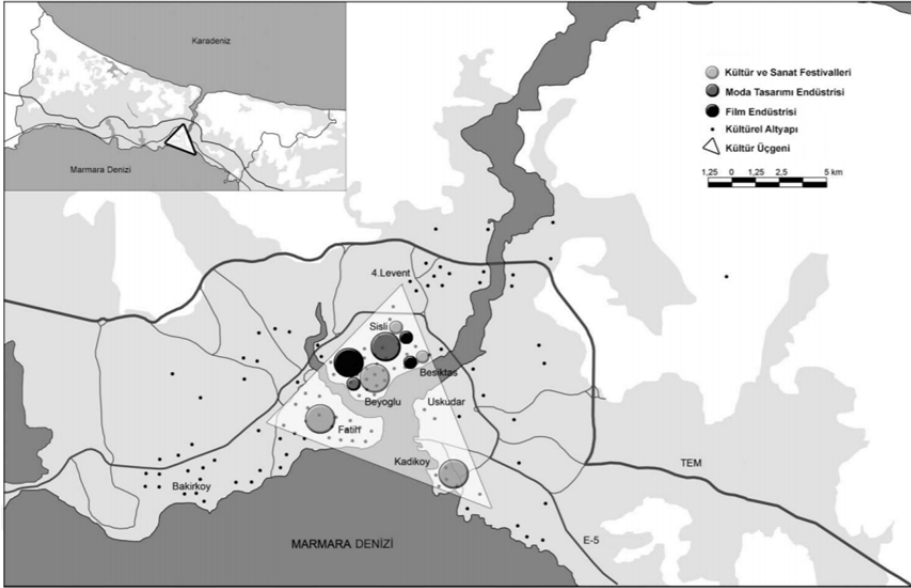 Karadeniz
Marmara Denizi
Kültür ve Sanat Festivalleri
Moda Tasarımı Endüstrisi
Film Endüstrisi
Kültürel Altyapı
Kültür Üçgeni
1,25 0 1,25 2,5 5 km
4.Levent
Sisli
Besiktas
Beyoglu
Uskudar
Fatih
Kadikoy
TEM
Bakirkoy
E-5
MARMARA DENİZİ